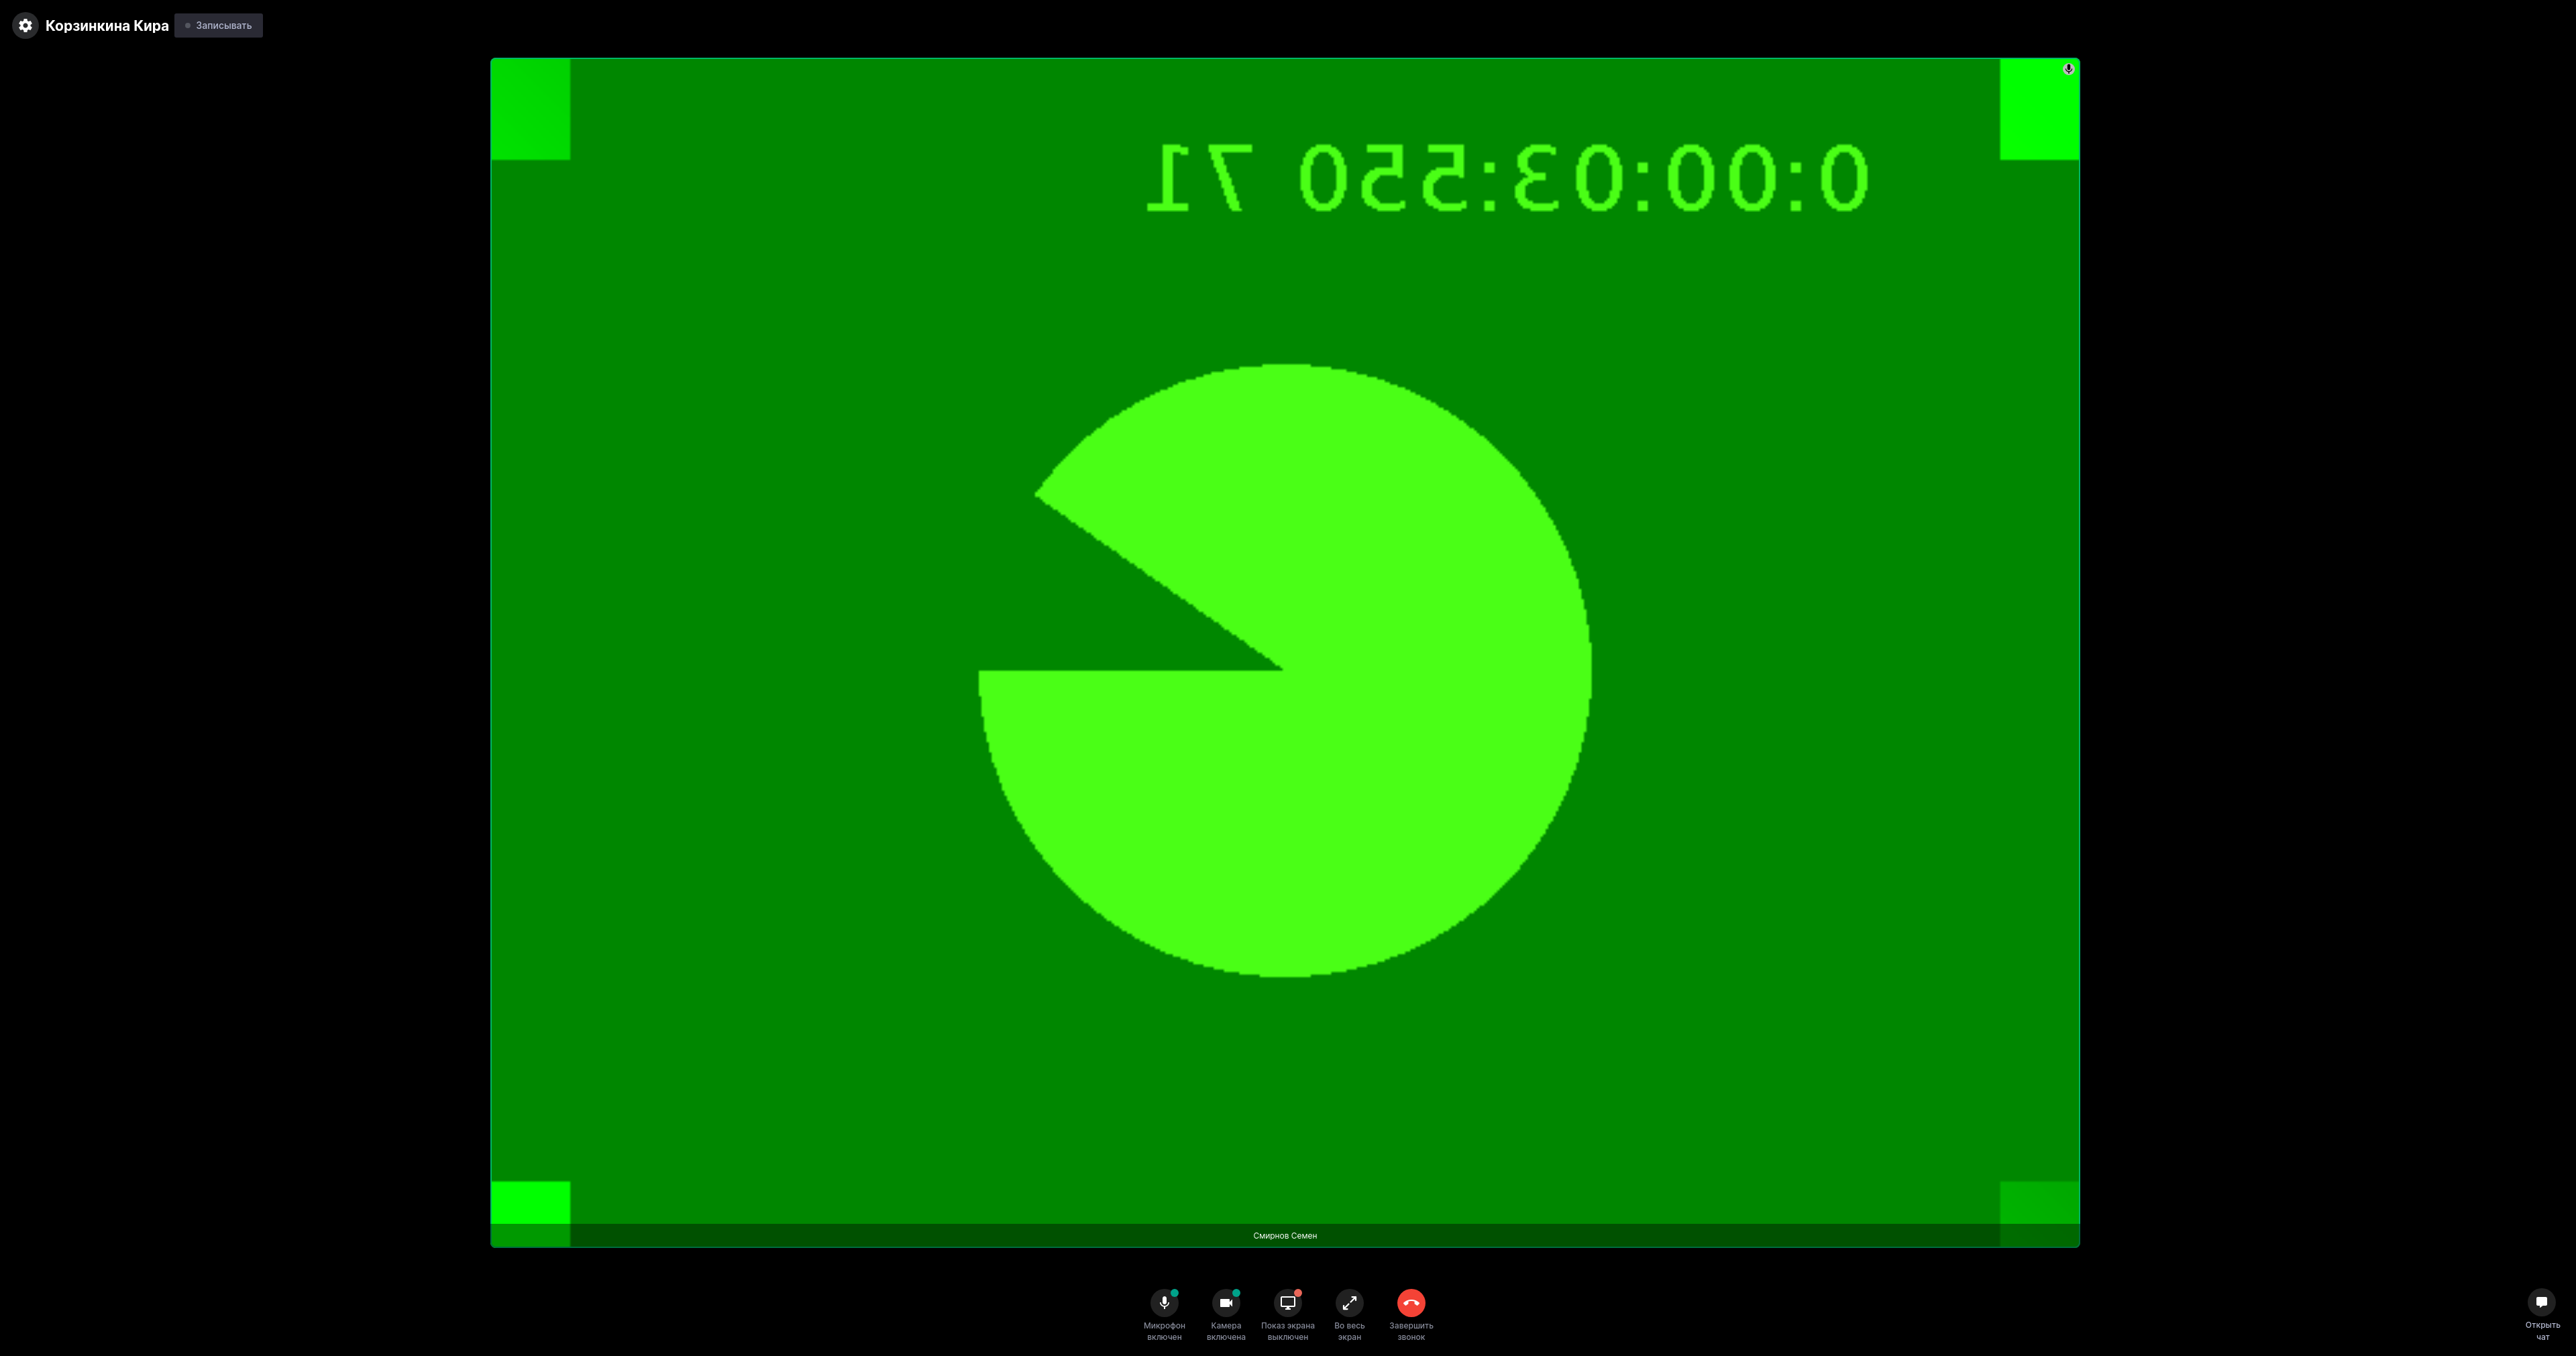 Корзинкина Кира
Записывать
0:00:03:550 71
Смирнов Семен
Микрофон
включен
Камера
включена
Показ экрана
выключен
Во весь
экран
Завершить
звонок
Открыть
чат